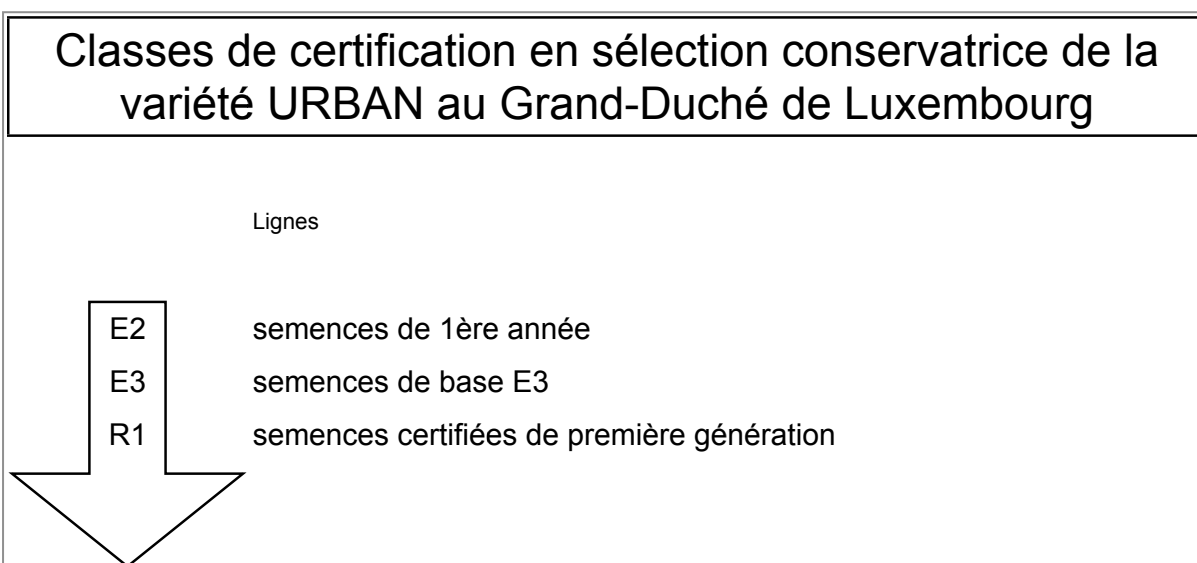 Classes de certification en sélection conservatrice de la
variété URBAN au Grand-Duché de Luxembourg
Lignes
E2 semences de 1ère année
E3 semences de base E3
R1 semences certifiées de première génération